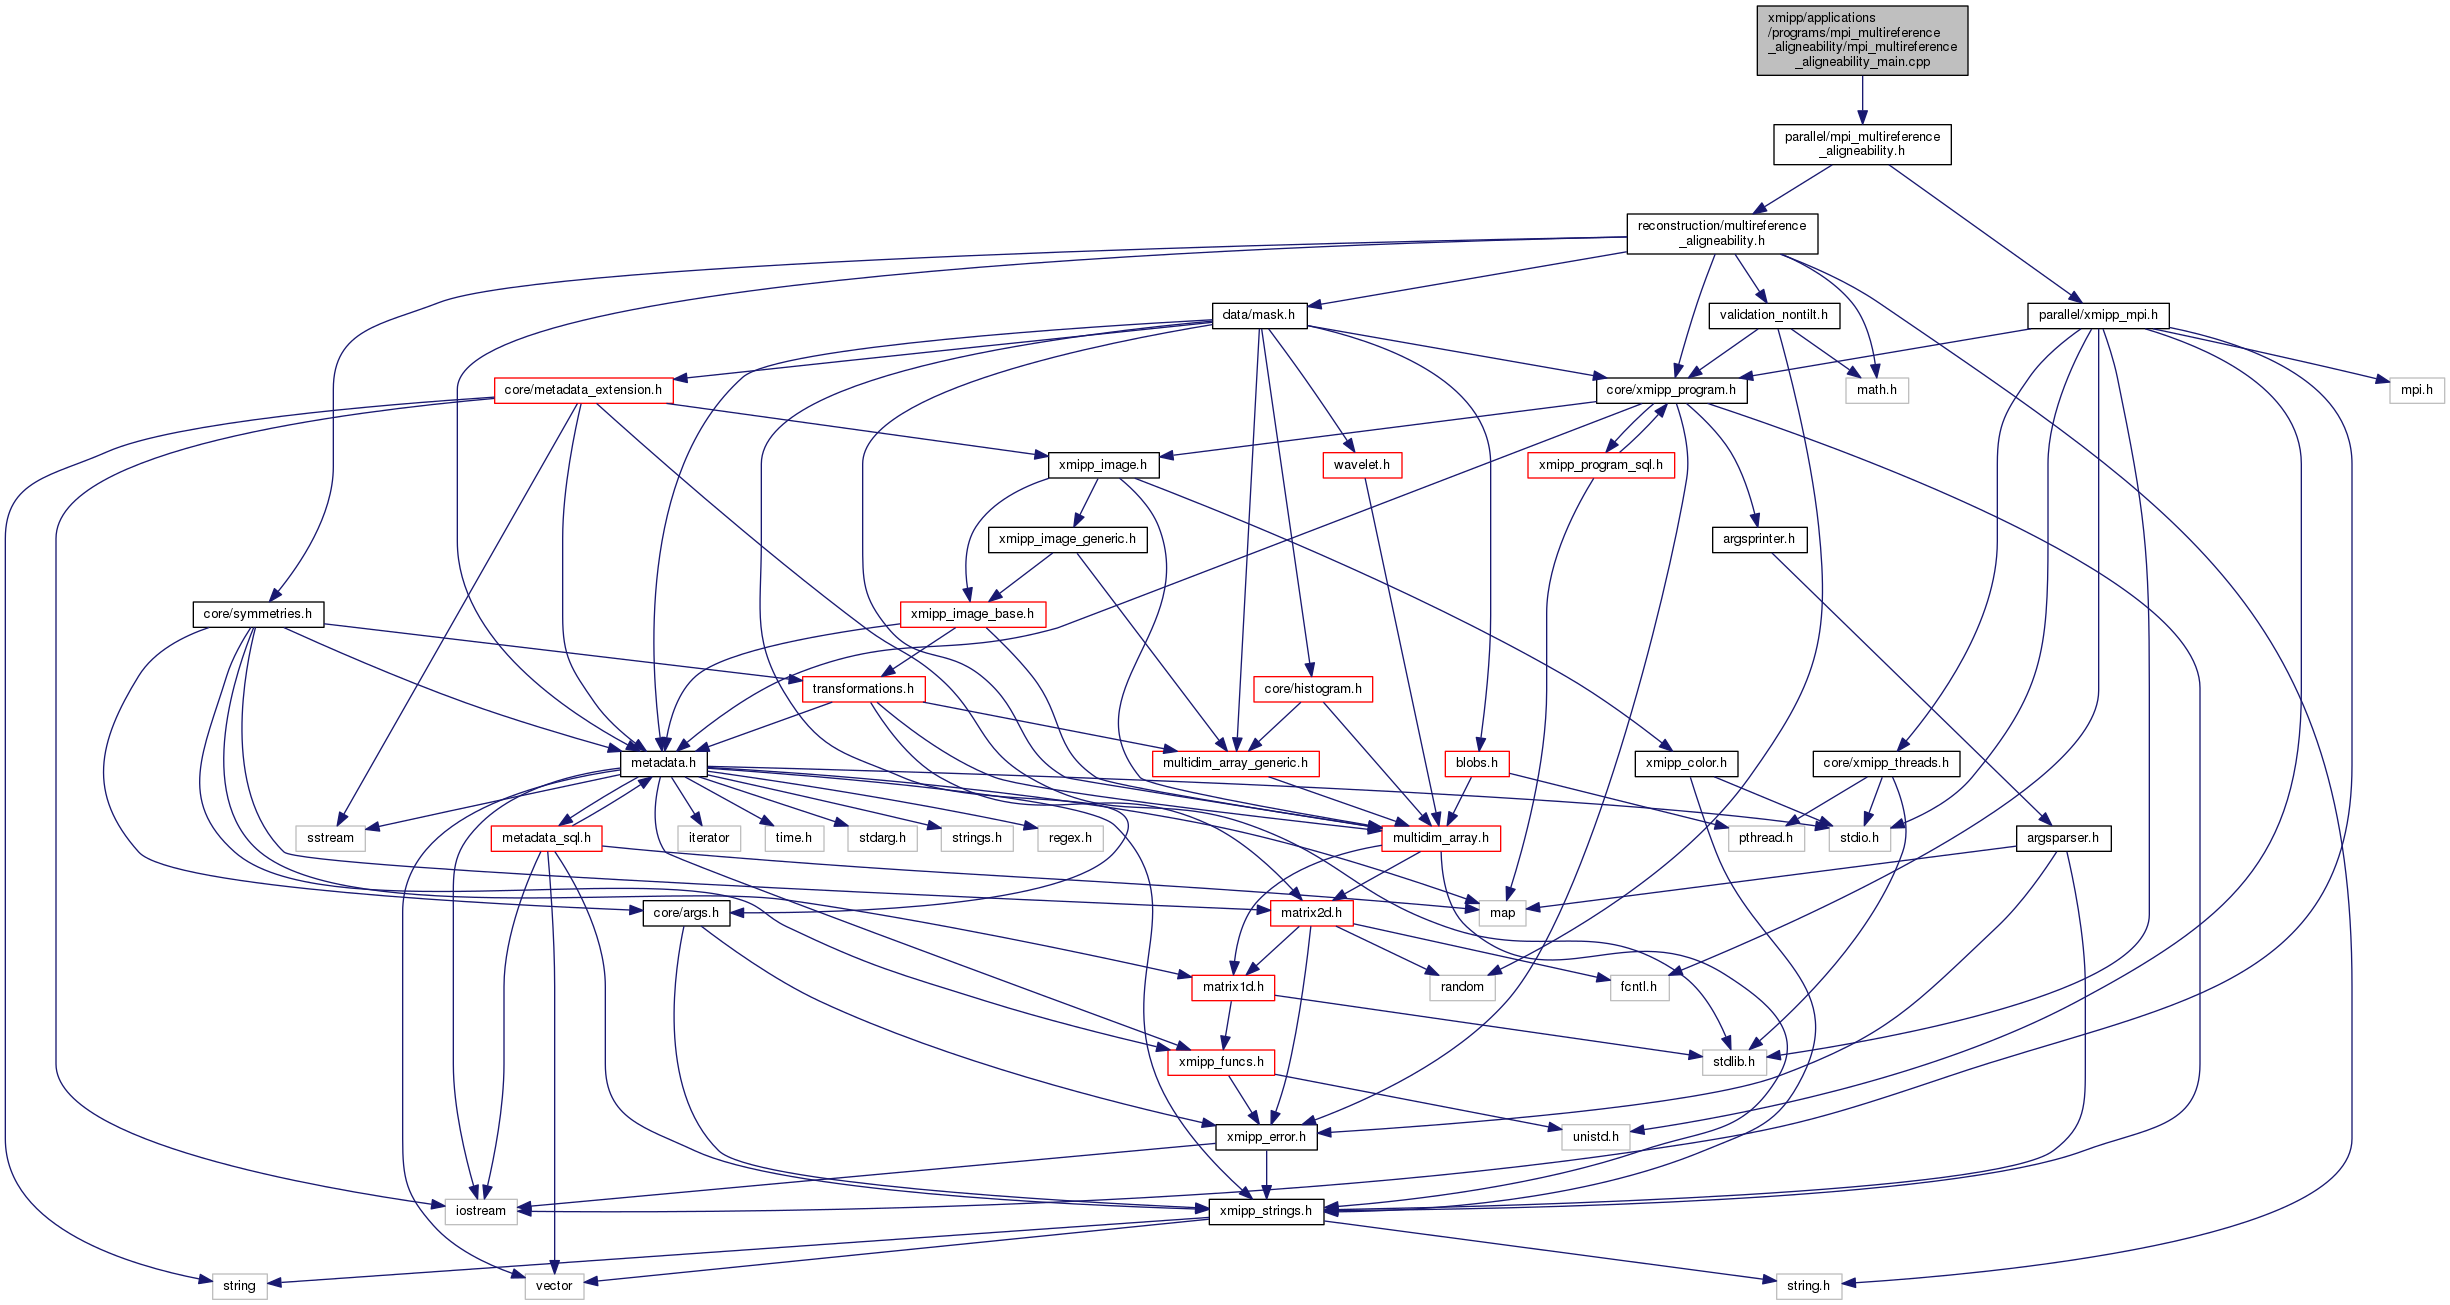 xmipp/applications
/programs/mpi_multireference
_aligneability/mpi_multireference
_aligneability_main.cpp
parallel/mpi_multireference
_aligneability.h
reconstruction/multireference
_aligneability.h
data/mask.h
validation_nontilt.h
parallel/xmipp_mpi.h
core/metadata_extension.h
core/xmipp_program.h
math.h
mpi.h
xmipp_image.h
wavelet.h
xmipp_program_sql.h
xmipp_image_generic.h
argsprinter.h
core/symmetries.h
xmipp_image_base.h
transformations.h
core/histogram.h
metadata.h
multidim_array_generic.h
blobs.h
xmipp_color.h
core/xmipp_threads.h
sstream
metadata_sql.h
iterator
time.h
stdarg.h
strings.h
regex.h
multidim_array.h
pthread.h
stdio.h
argsparser.h
core/args.h
matrix2d.h
map
matrix1d.h
random
fcntl.h
xmipp_funcs.h
stdlib.h
xmipp_error.h
unistd.h
iostream
xmipp_strings.h
string
vector
string.h